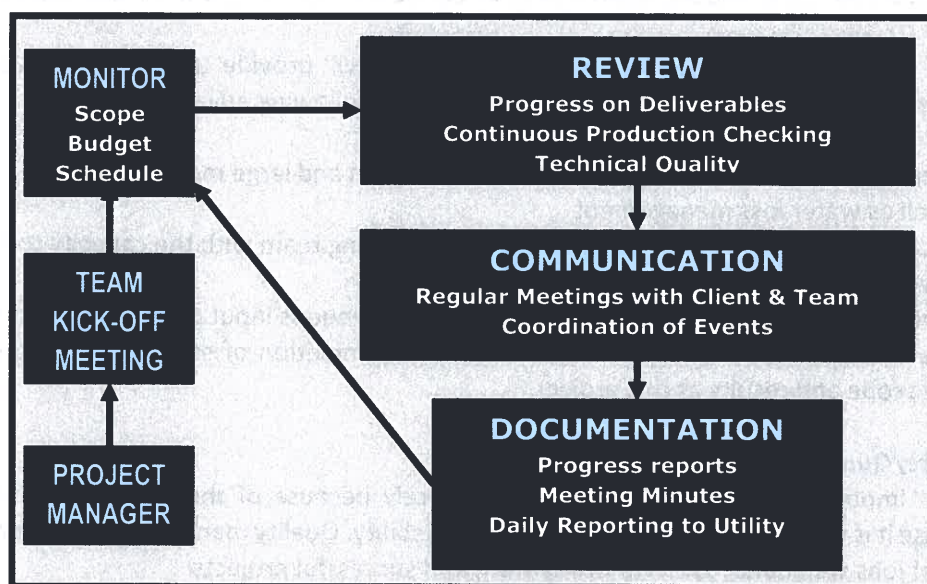 PROJECT
MANAGER
TEAM
KICK-OFF
MEETING
MONITOR
Scope
Budget
Schedule
REVIEW
Progress on Deliverables
Continuous Production Checking
Technical Quality
COMMUNICATION
Regular Meetings with Client & Team
Coordination of Events
DOCUMENTATION
Progress reports
Meeting Minutes
Daily Reporting to Utility